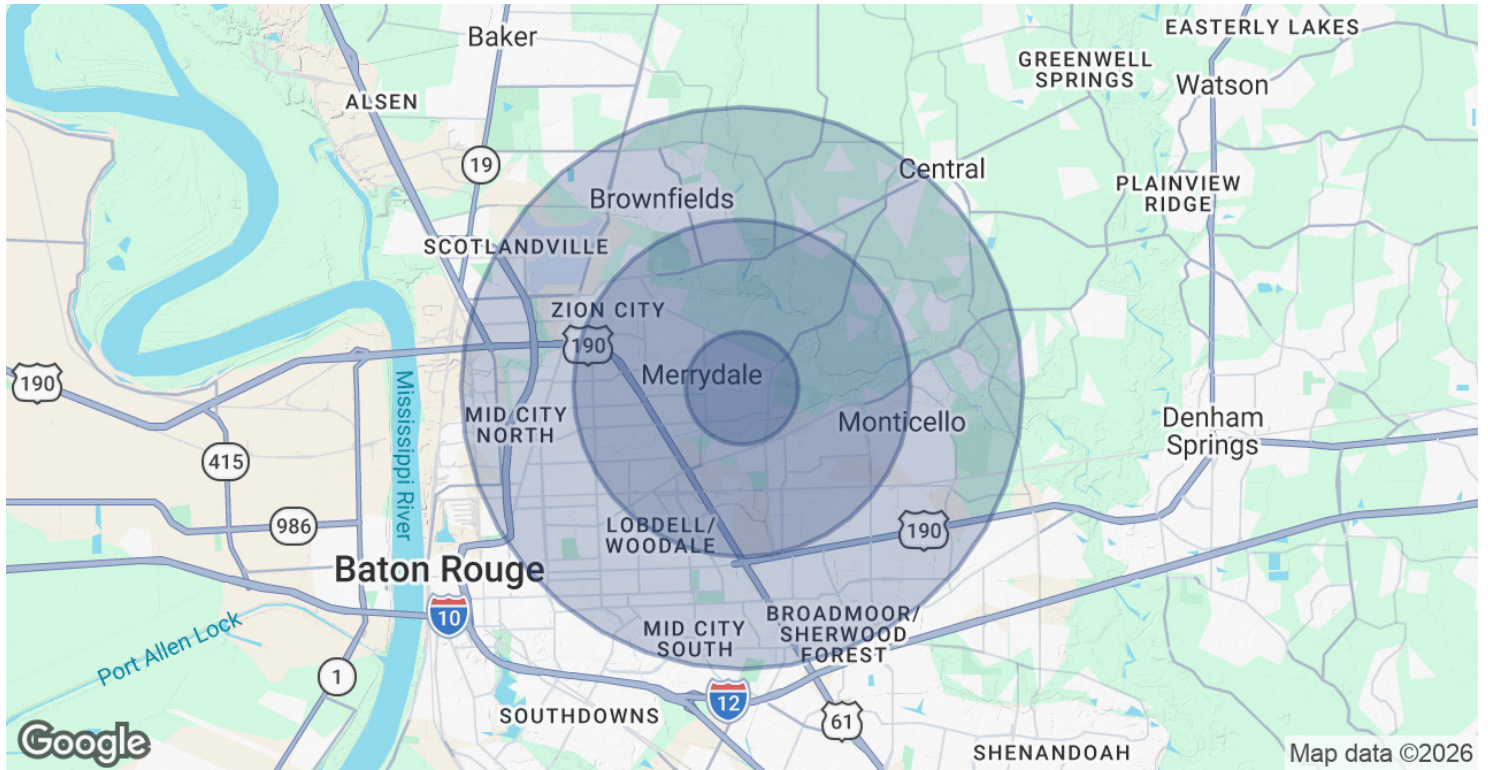 EASTERLY LAKES
Baker
GREENWELL
SPRINGS
Watson
ALSEN
19
Central
Brownfields
PLAINVIEW
RIDGE
SCOTLANDVILLE
ZION CITY
190
Merrydale
190
Mississippi River
MID CITY
NORTH
Monticello
Denham
Springs
415
986
LOBDELL/
WOODALE
190
Baton Rouge
10
BROADMOOR/
SHERWOOD
FOREST
MID CITY
SOUTH
Port Allen Lock
1
12
SOUTHDOWNS
61
SHENANDOAH
Google
Map data ©2026